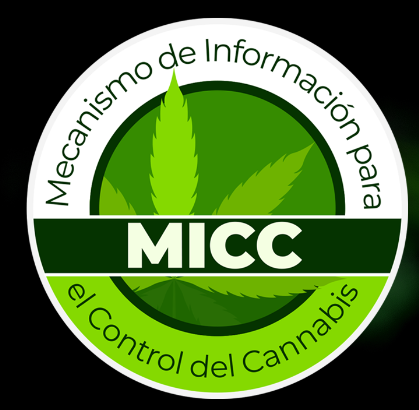 Mecanismo de Información para
MICC
el Control del Cannabis